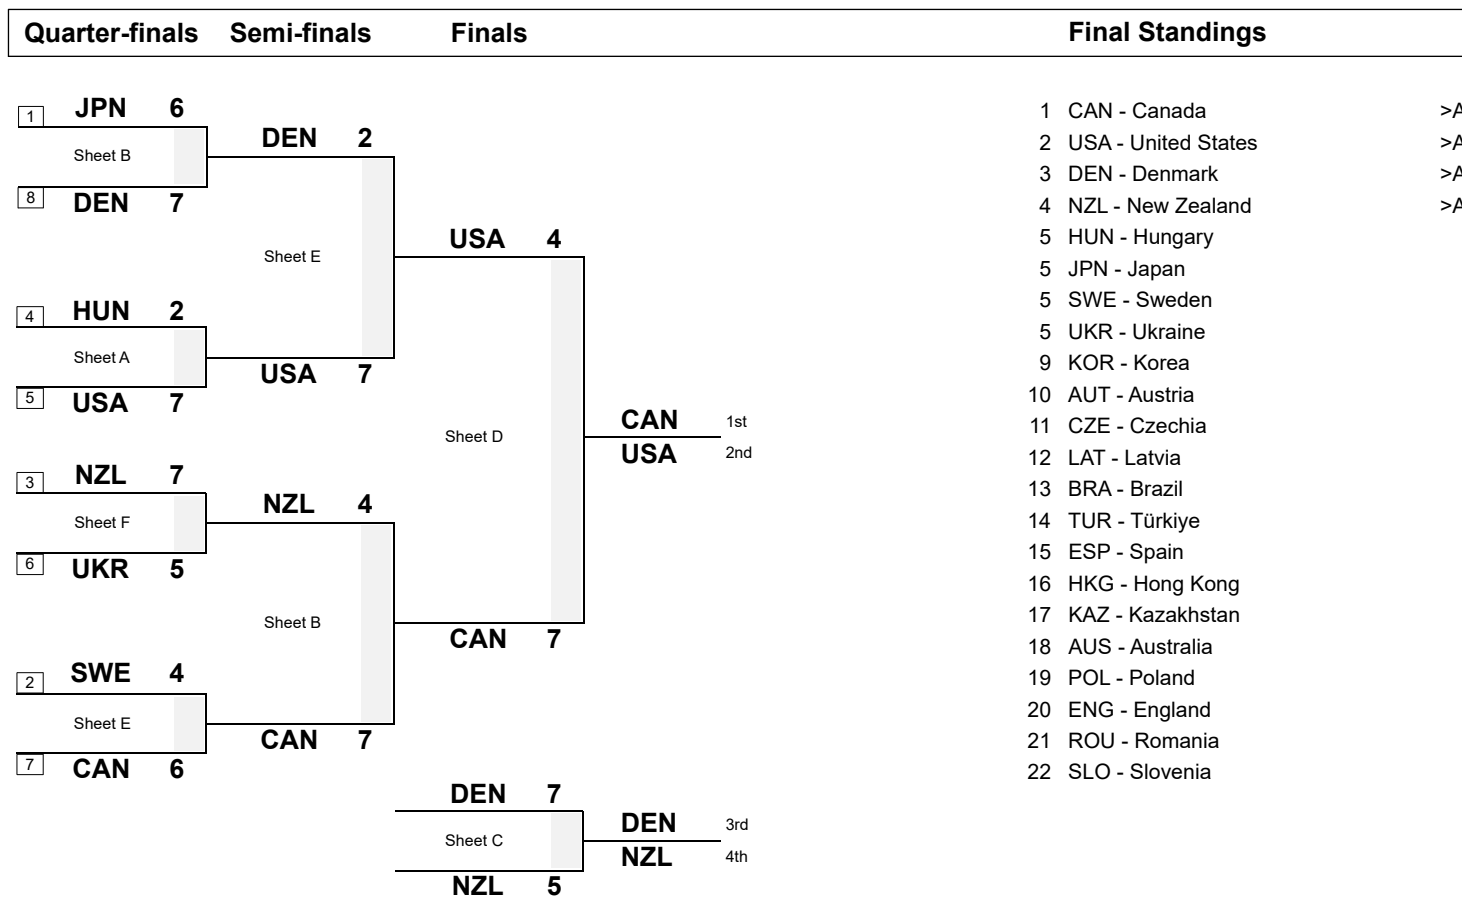 Quarter-finals Semi-finals Finals Final Standings
1 JPN 6
Sheet B
8 DEN 7
DEN 2
Sheet E
USA 7
4 HUN 2
Sheet A
5 USA 7
USA 4
Sheet D
CAN 7
CAN 1st
USA 2nd
3 NZL 7
Sheet F
6 UKR 5
NZL 4
Sheet B
CAN 7
2 SWE 4
Sheet E
7 CAN 6
DEN 7
Sheet C
NZL 5
DEN 3rd
NZL 4th
1 CAN - Canada >A
2 USA - United States >A
3 DEN - Denmark >A
4 NZL - New Zealand >A
5 HUN - Hungary
5 JPN - Japan
5 SWE - Sweden
5 UKR - Ukraine
9 KOR - Korea
10 AUT - Austria
11 CZE - Czechia
12 LAT - Latvia
13 BRA - Brazil
14 TUR - Türkiye
15 ESP - Spain
16 HKG - Hong Kong
17 KAZ - Kazakhstan
18 AUS - Australia
19 POL - Poland
20 ENG - England
21 ROU - Romania
22 SLO - Slovenia